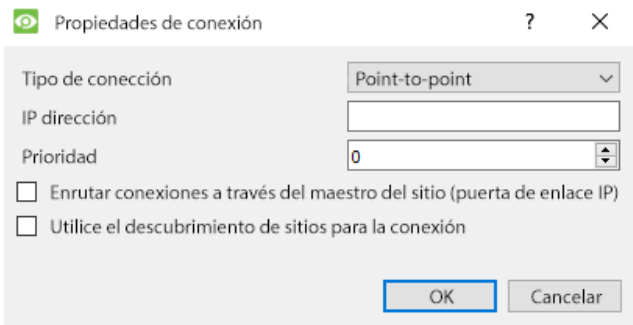 Propiedades de conexión ?
Tipo de conección Point-to-point
IP dirección
Prioridad 0
Enrutar conexiones a través del maestro del sitio (puerta de enlace IP)
Utilice el descubrimiento de sitios para la conexión
OK Cancelar